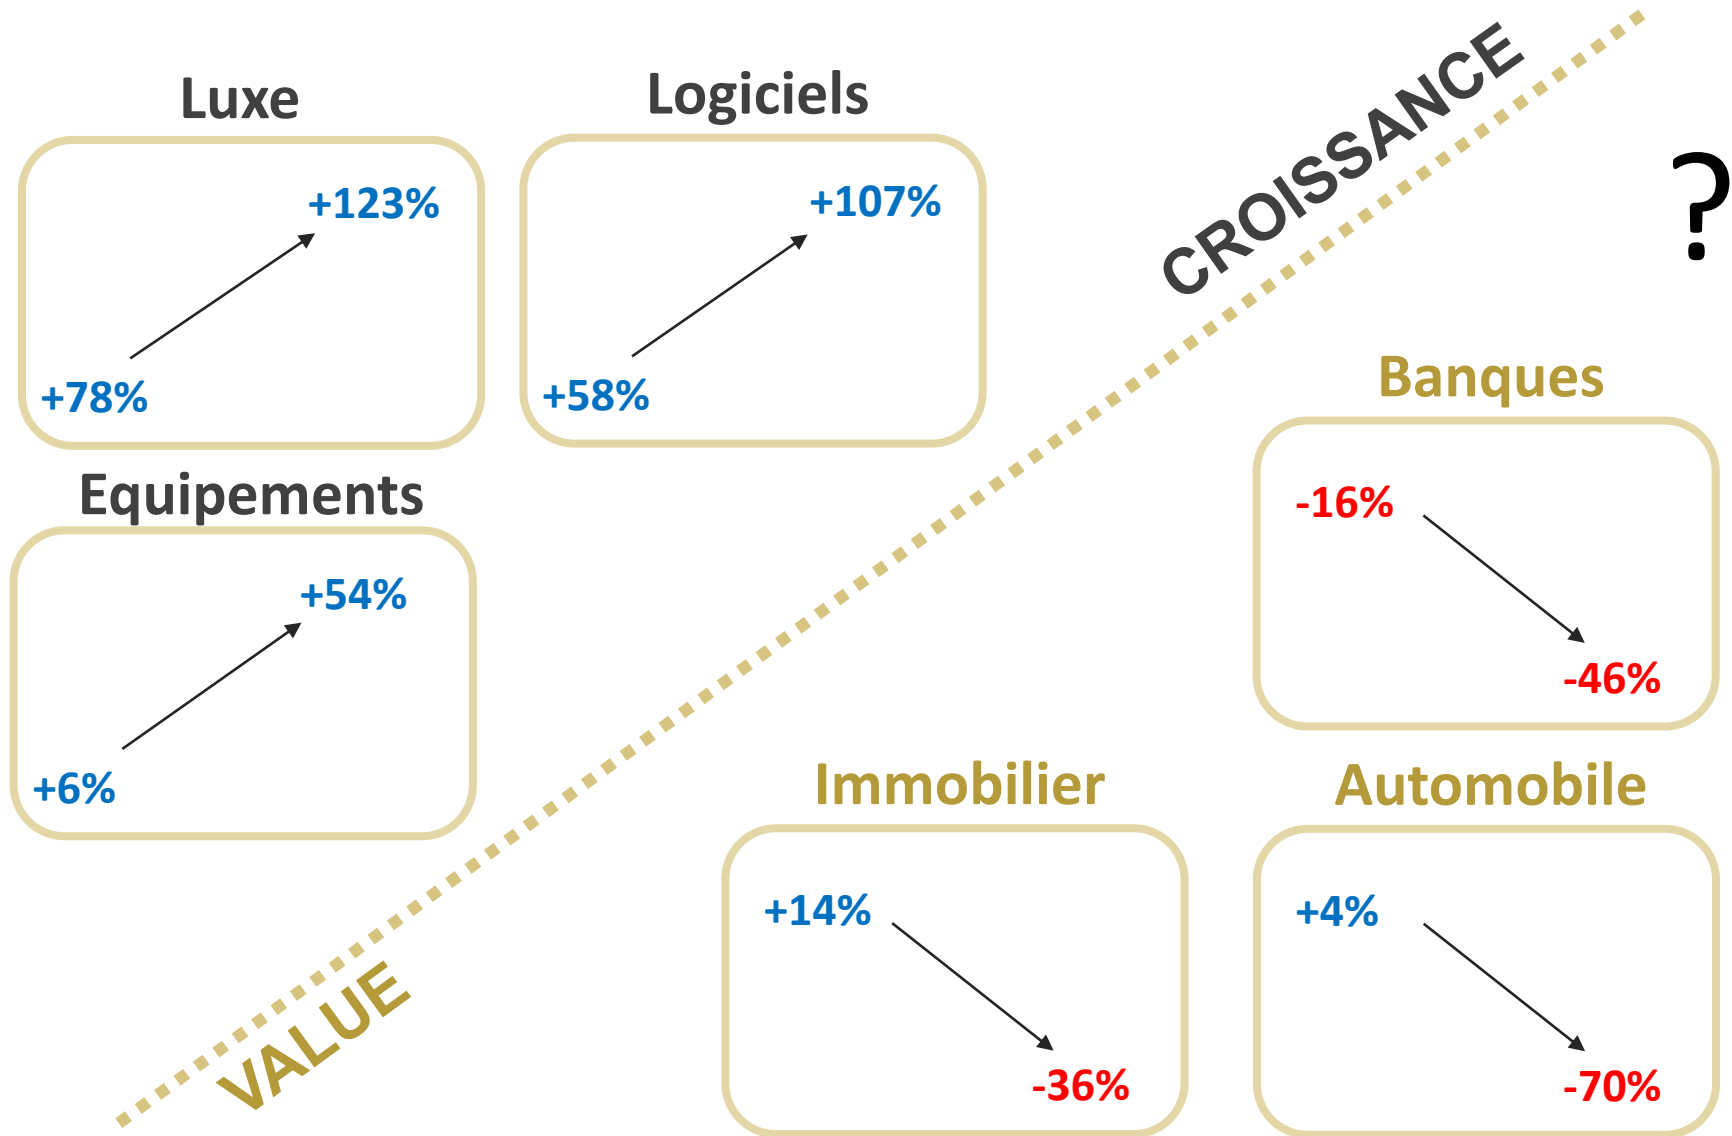 Luxe
+123%
+78%
Logiciels
+107%
+58%
CROISSANCE
?
Equipements
+54%
+6%
Banques
-16%
-46%
VALUE
Immobilier
+14%
-36%
Automobile
+4%
-70%